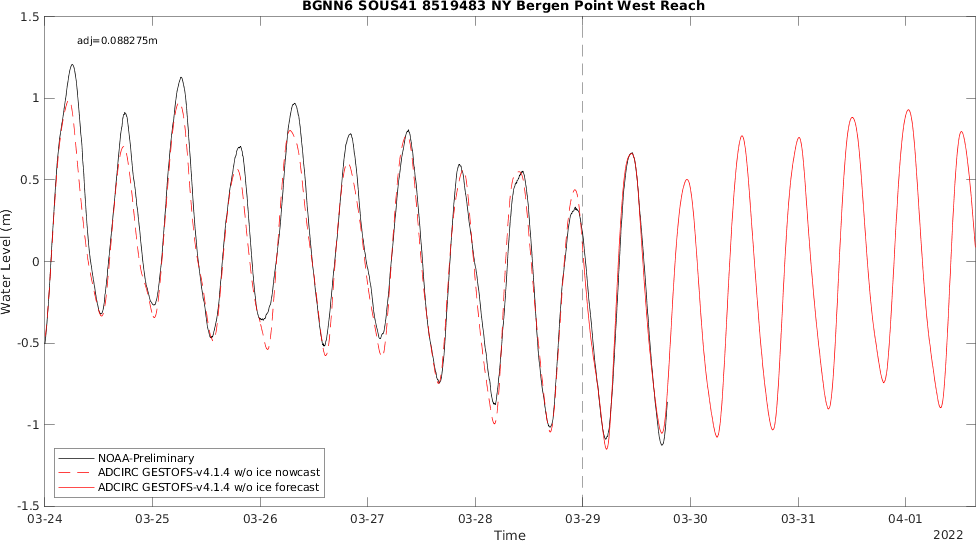 BGNN6 SOUS41 8519483 NY Bergen Point West Reach
1.5
adj=0.088275m
1
0.5
0
-0.5
-1
-1.5
Water Level (m)
NOAA-Preliminary
ADCIRC GESTOFS-v4.1.4 w/o ice nowcast
ADCIRC GESTOFS-v4.1.4 w/o ice forecast
03-24 03-25 03-26 03-27 03-28 03-29 03-30 03-31 04-01
Time
2022